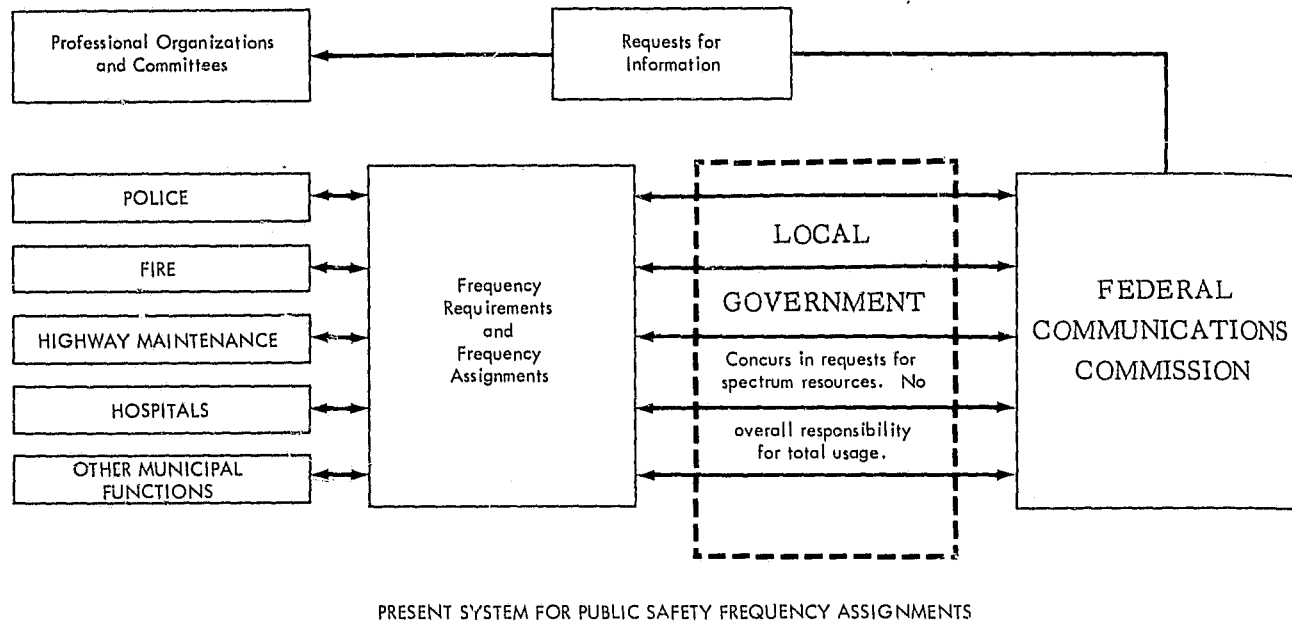 Professional Organizations
and Committees
Requests for
Information
POLICE
FIRE
HIGHWAY MAINTENANCE
HOSPITALS
OTHER MUNICIPAL
FUNCTIONS
Frequency
Requirements
and
Frequency
Assignments
LOCAL
GOVERNMENT
Concurs in requests for
spectrum resources. No
overall responsibility
for total usage.
FEDERAL
COMMUNICATIONS
COMMISSION
PRESENT SYSTEM FOR PUBLIC SAFETY FREQUENCY ASSIGNMENTS